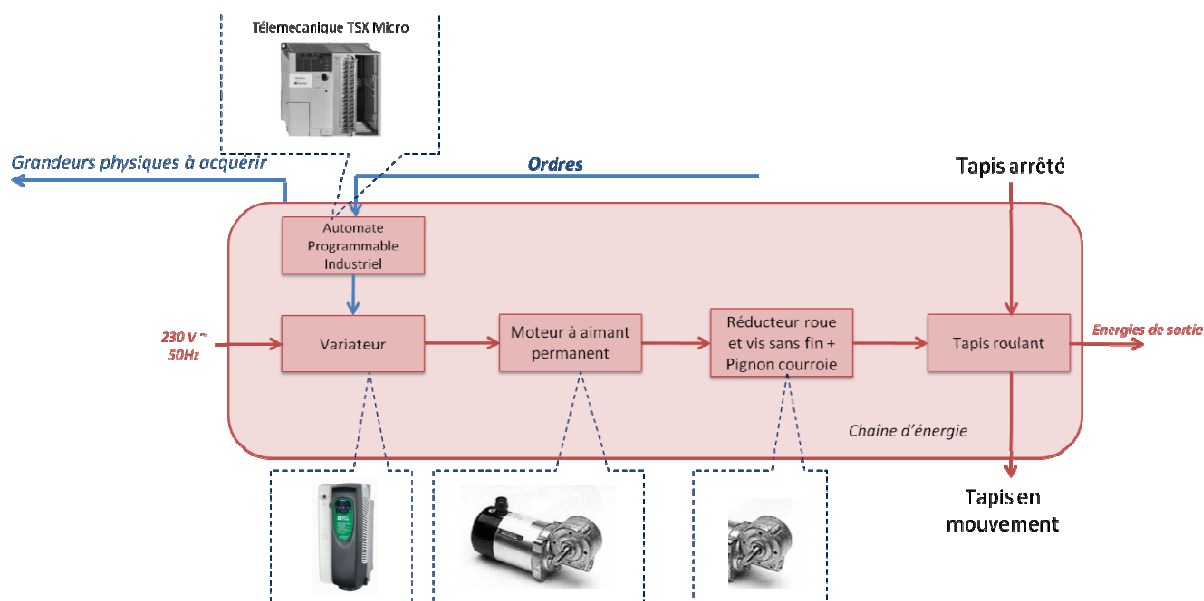 Télemecanique TSX Micro
Grandeurs physiques à acquérir
Ordres
Tapis arrêté
Automate
Programmable
Industriel
230 V ~
50Hz
Variateur
Moteur à aimant
permanent
Réducteur roue
et vis sans fin +
Pignon courroie
Tapis roulant
Energies de sortie
Chaine d'énergie
Tapis en
mouvement